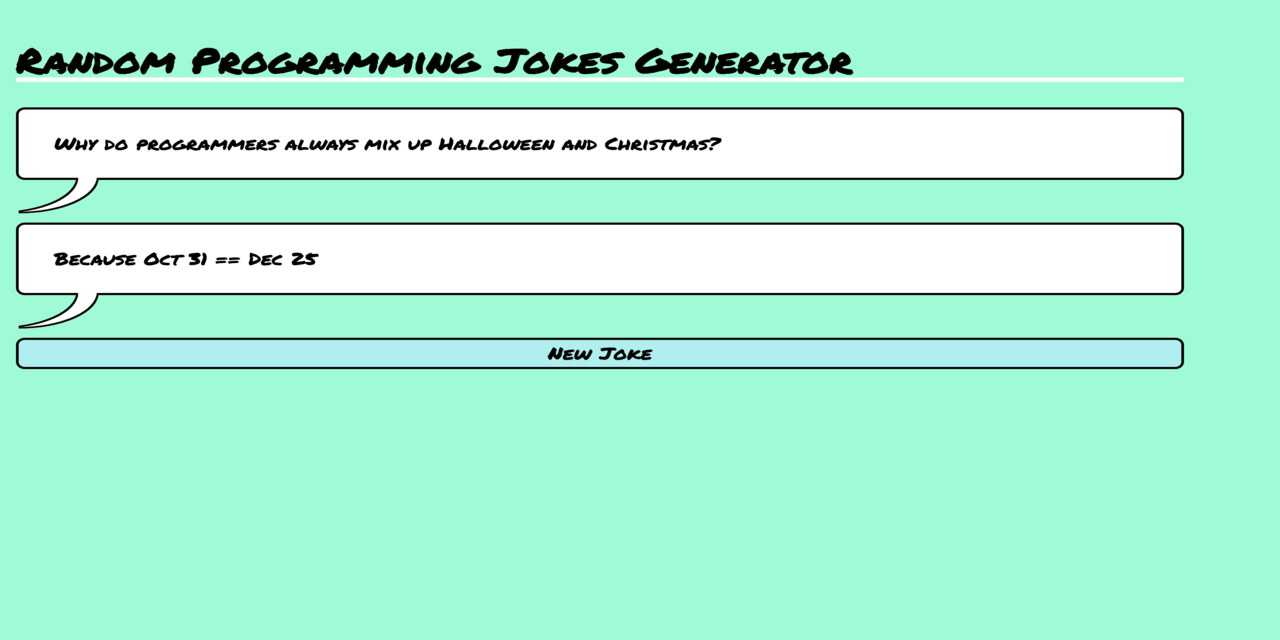 Random Programming Jokes Generator
Why do programmers always mix up Halloween and Christmas?
Because Oct 31 == Dec 25
New Joke